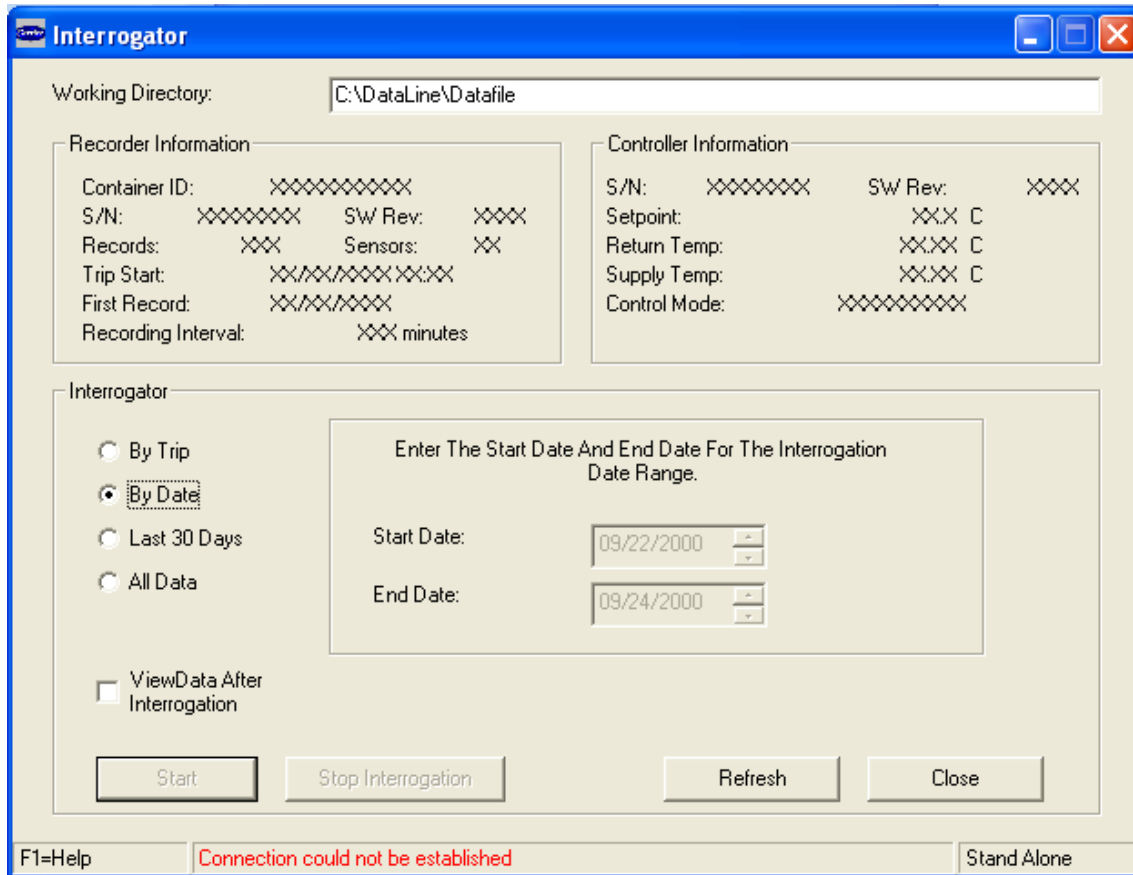 Interrogator
Working Directory: C:\DataLine\Datafile
Recorder Information
Container ID: XXXXXXXXXXX
S/N: XXXXXXXX SW Rev: XXXX
Records: XXX Sensors: XX
Trip Start: XX/XX/XXXX XX:XX
First Record: XX/XX/XXXX
Recording Interval: XXX minutes
Controller Information
S/N: XXXXXXXX SW Rev: XXXX
Setpoint: XX.X C
Return Temp: XX.XX C
Supply Temp: XX.XX C
Control Mode: XXXXXXXXXX
Interrogator
By Trip
By Date
Last 30 Days
All Data
Enter The Start Date And End Date For The Interrogation
Date Range.
Start Date: 09/22/2000
End Date: 09/24/2000
ViewData After
Interrogation
Start Stop Interrogation Refresh Close
F1=Help Connection could not be established Stand Alone